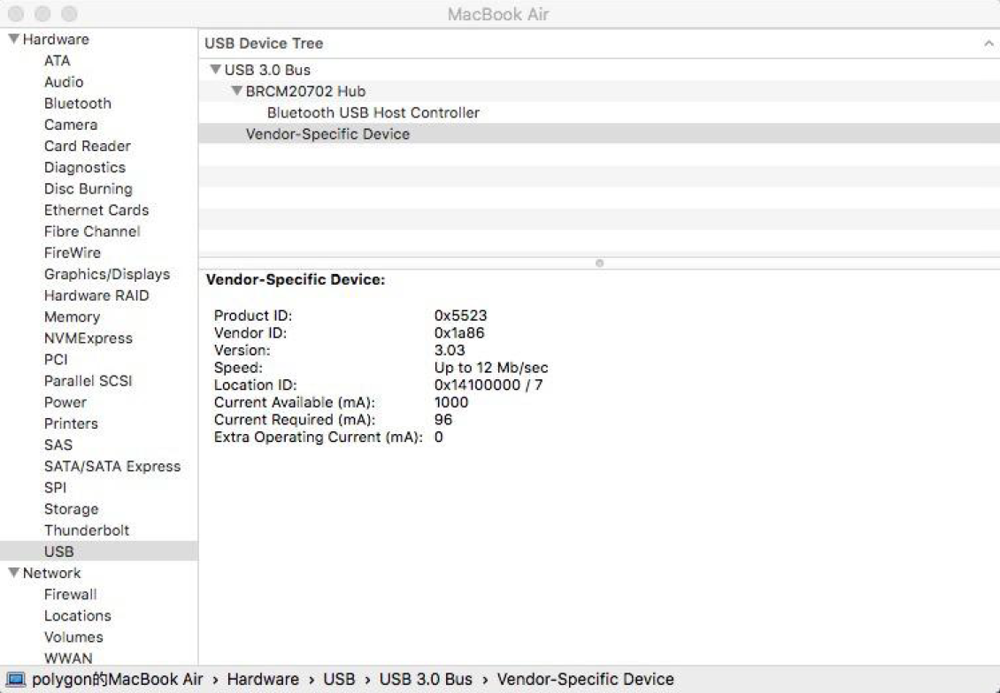 MacBook Air
Hardware
ATA
Audio
Bluetooth
Camera
Card Reader
Diagnostics
Disc Burning
Ethernet Cards
Fibre Channel
FireWire
Graphics/Displays
Hardware RAID
Memory
NVMExpress
PCI
Parallel SCSI
Power
Printers
SAS
SATA/SATA Express
SPI
Storage
Thunderbolt
USB
Network
Firewall
Locations
Volumes
WWAN
USB Device Tree
USB 3.0 Bus
BRCM20702 Hub
Bluetooth USB Host Controller
Vendor-Specific Device
Vendor-Specific Device:
Product ID: 0x5523
Vendor ID: 0x1a86
Version: 3.03
Speed: Up to 12 Mb/sec
Location ID: 0x14100000 / 7
Current Available (mA): 1000
Current Required (mA): 96
Extra Operating Current (mA): 0
polygon的MacBook Air › Hardware › USB › USB 3.0 Bus › Vendor-Specific Device